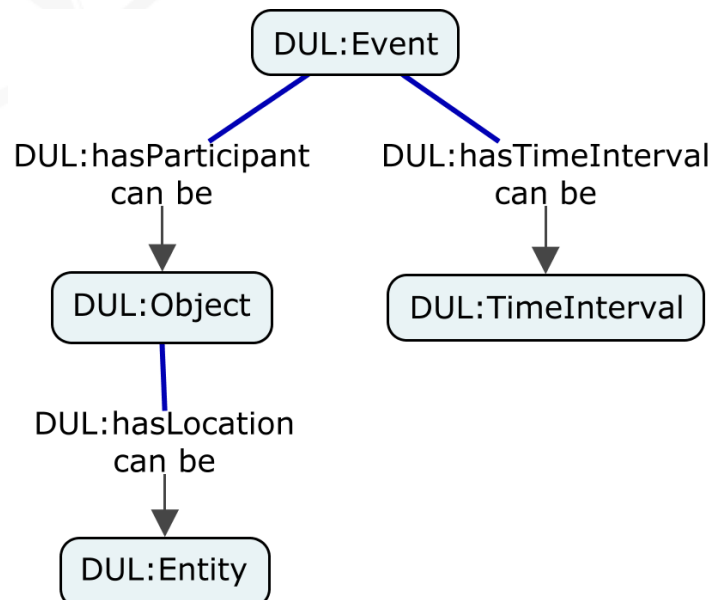 DUL:Event
DUL:hasParticipant
can be
DUL:hasTimeInterval
can be
DUL:Object
DUL:TimeInterval
DUL:hasLocation
can be
DUL:Entity